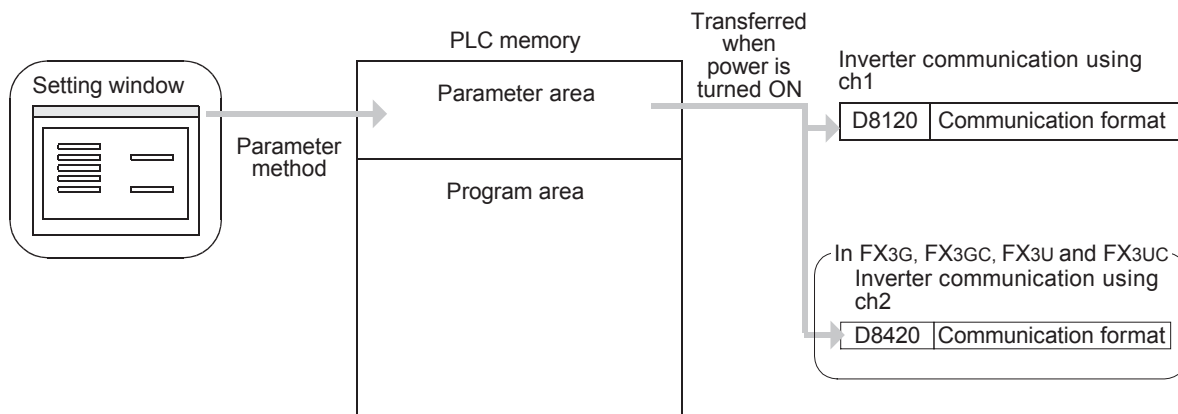 Setting window
Parameter
method
PLC memory
Parameter area
Program area
Transferred
when
power is
turned ON
Inverter communication using
ch1
D8120 Communication format
In FX3G, FX3GC, FX3U and FX3UC
Inverter communication using
ch2
D8420 Communication format